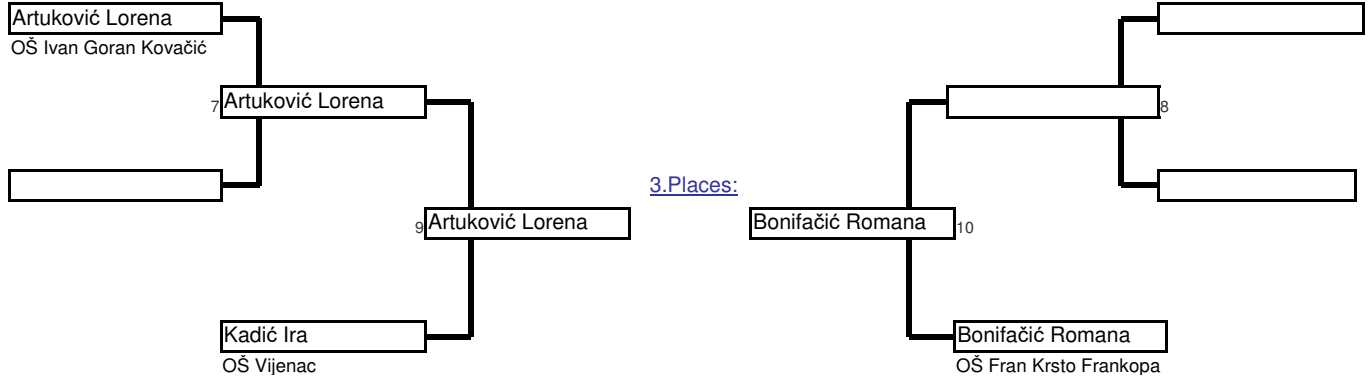 Artuković Lorena
OŠ Ivan Goran Kovačić
7 Artuković Lorena
8
3.Places:
9 Artuković Lorena
Bonifačić Romana 10
Kadić Ira
OŠ Vijenac
Bonifačić Romana
OŠ Fran Krsto Frankopa